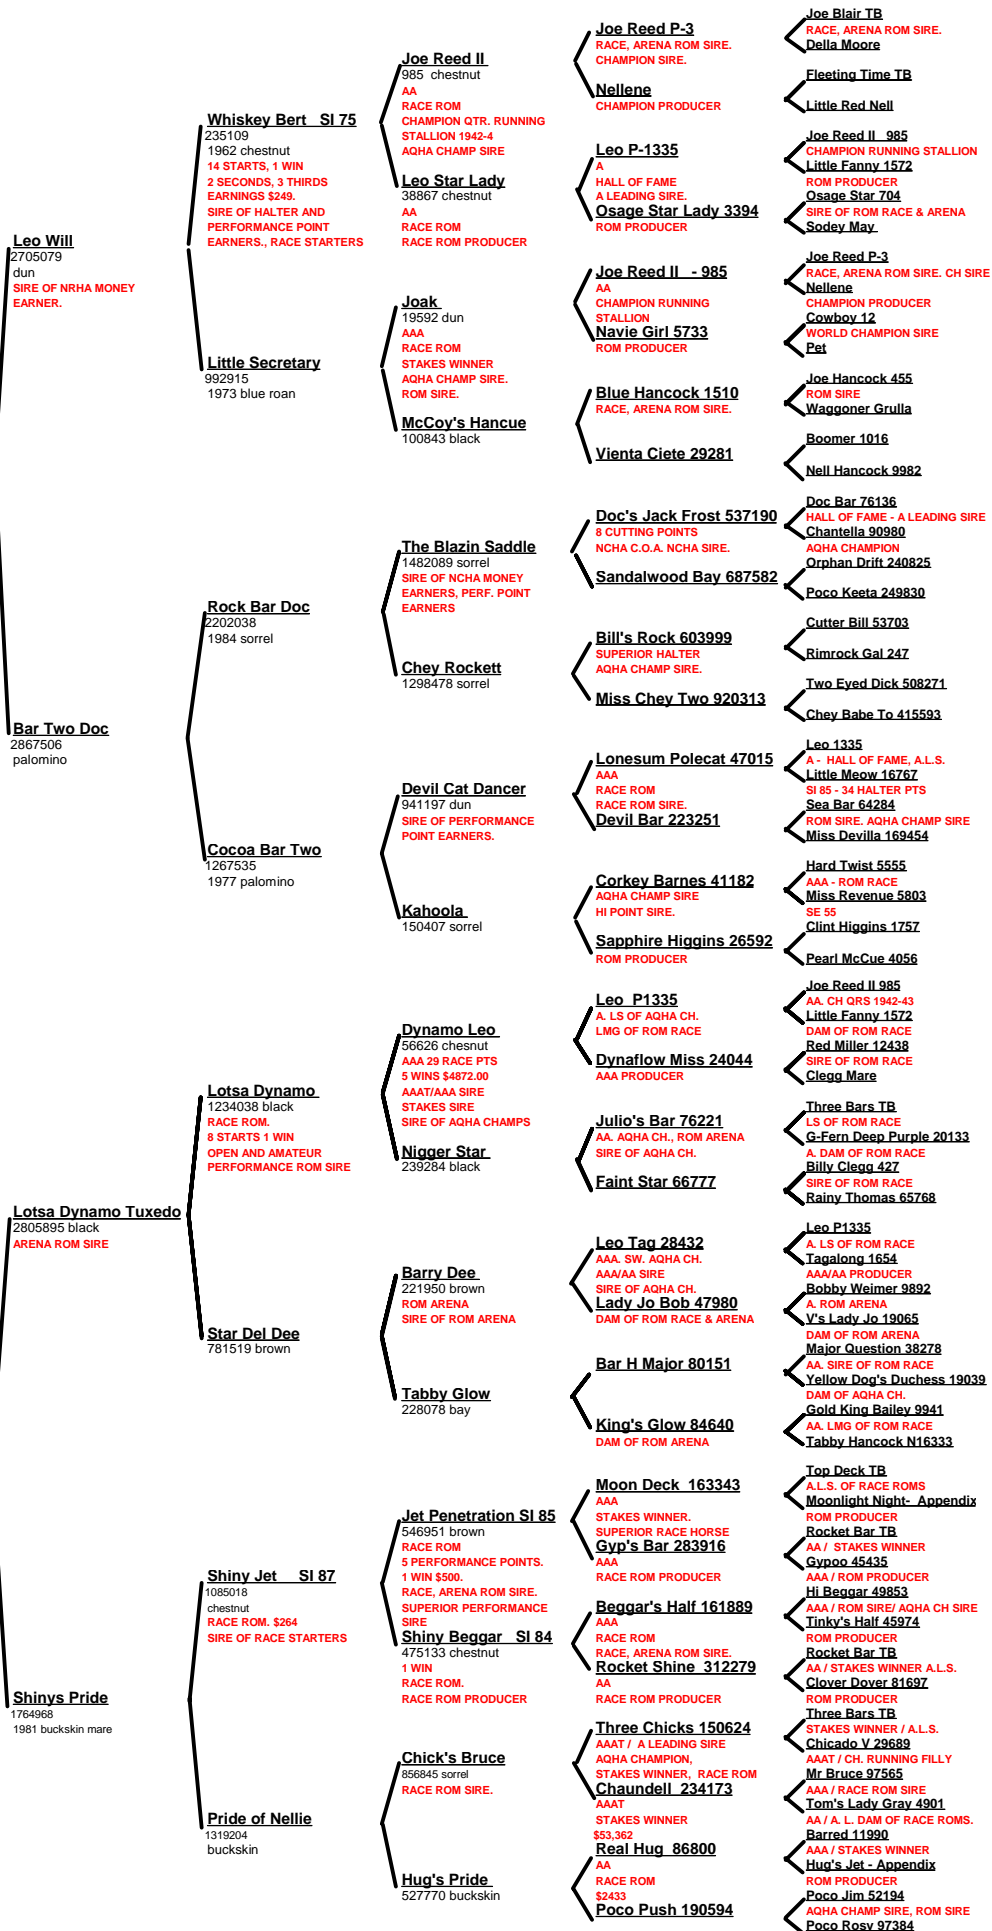 Leo Will
2705079
dun
SIRE OF NRHA MONEY
EARNER.
Bar Two Doc
2867506
palomino
Lotsa Dynamo Tuxedo
2805895 black
ARENA ROM SIRE
Shinys Pride
1764968
1981 buckskin mare
Whiskey Bert SI 75
235109
1962 chestnut
14 STARTS, 1 WIN
2 SECONDS, 3 THIRDS
EARNINGS $249.
SIRE OF HALTER AND
PERFORMANCE POINT
EARNERS., RACE STARTERS
Little Secretary
992915
1973 blue roan
Rock Bar Doc
2202038
1984 sorrel
Cocoa Bar Two
1267535
1977 palomino
Lotsa Dynamo
1234038 black
RACE ROM.
8 STARTS 1 WIN
OPEN AND AMATEUR
PERFORMANCE ROM SIRE
Star Del Dee
781519 brown
Shiny Jet SI 87
1085018
chestnut
RACE ROM. $264
SIRE OF RACE STARTERS
Pride of Nellie
1319204
buckskin
Joe Reed II
985 chestnut
AA
RACE ROM
CHAMPION QTR. RUNNING
STALLION 1942-4
AQHA CHAMP SIRE
Leo Star Lady
38867 chestnut
AA
RACE ROM
RACE ROM PRODUCER
Joak
19592 dun
AAA
RACE ROM
STAKES WINNER
AQHA CHAMP SIRE.
ROM SIRE.
McCoy's Hancue
100843 black
The Blazin Saddle
1482089 sorrel
SIRE OF NCHA MONEY
EARNERS, PERF. POINT
EARNERS
Chey Rockett
1298478 sorrel
Devil Cat Dancer
941197 dun
SIRE OF PERFORMANCE
POINT EARNERS.
Kahoola
150407 sorrel
Dynamo Leo
56626 chesnut
AAA 29 RACE PTS
5 WINS $4872.00
AAAT/AAA SIRE
STAKES SIRE
SIRE OF AQHA CHAMPS
Nigger Star
239284 black
Barry Dee
221950 brown
ROM ARENA
SIRE OF ROM ARENA
Tabby Glow
228078 bay
Jet Penetration SI 85
546951 brown
RACE ROM
5 PERFORMANCE POINTS.
1 WIN $500.
RACE, ARENA ROM SIRE.
SUPERIOR PERFORMANCE
SIRE
Shiny Beggar SI 84
475133 chestnut
1 WIN
RACE ROM.
RACE ROM PRODUCER
Chick's Bruce
856845 sorrel
RACE ROM SIRE.
Hug's Pride
527770 buckskin
Joe Reed P-3
RACE, ARENA ROM SIRE.
CHAMPION SIRE.
Nellene
CHAMPION PRODUCER
Leo P-1335
A
HALL OF FAME
A LEADING SIRE.
Osage Star Lady 3394
ROM PRODUCER
Joe Reed II - 985
AA
CHAMPION RUNNING
STALLION
Navie Girl 5733
ROM PRODUCER
Blue Hancock 1510
RACE, ARENA ROM SIRE.
Vienta Ciete 29281
Doc's Jack Frost 537190
8 CUTTING POINTS
NCHA C.O.A. NCHA SIRE.
Sandalwood Bay 687582
Bill's Rock 603999
SUPERIOR HALTER
AQHA CHAMP SIRE.
Miss Chey Two 920313
Lonesum Polecat 47015
AAA
RACE ROM
RACE ROM SIRE.
Devil Bar 223251
Corkey Barnes 41182
AQHA CHAMP SIRE
HI POINT SIRE.
Sapphire Higgins 26592
ROM PRODUCER
Leo P1335
A. LS OF AQHA CH.
LMG OF ROM RACE
Dynaflow Miss 24044
AAA PRODUCER
Julio's Bar 76221
AA. AQHA CH., ROM ARENA
SIRE OF AQHA CH.
Faint Star 66777
Leo Tag 28432
AAA. SW. AQHA CH.
AAA/AA SIRE
SIRE OF AQHA CH.
Lady Jo Bob 47980
DAM OF ROM RACE & ARENA
Bar H Major 80151
King's Glow 84640
DAM OF ROM ARENA
Moon Deck 163343
AAA
STAKES WINNER.
SUPERIOR RACE HORSE
Gyp's Bar 283916
AAA
RACE ROM PRODUCER
Beggar's Half 161889
AAA
RACE ROM
RACE, ARENA ROM SIRE.
Rocket Shine 312279
AA
RACE ROM PRODUCER
Three Chicks 150624
AAAT / A LEADING SIRE
AQHA CHAMPION,
STAKES WINNER, RACE ROM
Chaundell 234173
AAAT
STAKES WINNER
$53,362
Real Hug 86800
AA
RACE ROM
$2433
Poco Push 190594
Joe Blair TB
RACE, ARENA ROM SIRE.
Della Moore
Fleeting Time TB
Little Red Nell
Joe Reed II 985
CHAMPION RUNNING STALLION
Little Fanny 1572
ROM PRODUCER
Osage Star 704
SIRE OF ROM RACE & ARENA
Sodey May
Joe Reed P-3
RACE, ARENA ROM SIRE. CH SIRE
Nellene
CHAMPION PRODUCER
Cowboy 12
WORLD CHAMPION SIRE
Pet
Joe Hancock 455
ROM SIRE
Waggoner Grulla
Boomer 1016
Nell Hancock 9982
Doc Bar 76136
HALL OF FAME - A LEADING SIRE
Chantella 90980
AQHA CHAMPION
Orphan Drift 240825
Poco Keeta 249830
Cutter Bill 53703
Rimrock Gal 247
Two Eyed Dick 508271
Chey Babe To 415593
Leo 1335
A - HALL OF FAME, A.L.S.
Little Meow 16767
SI 85 - 34 HALTER PTS
Sea Bar 64284
ROM SIRE. AQHA CHAMP SIRE
Miss Devilla 169454
Hard Twist 5555
AAA - ROM RACE
Miss Revenue 5803
SE 55
Clint Higgins 1757
Pearl McCue 4056
Joe Reed II 985
AA. CH QRS 1942-43
Little Fanny 1572
DAM OF ROM RACE
Red Miller 12438
SIRE OF ROM RACE
Clegg Mare
Three Bars TB
LS OF ROM RACE
G-Fern Deep Purple 20133
A. DAM OF ROM RACE
Billy Clegg 427
SIRE OF ROM RACE
Rainy Thomas 65768
Leo P1335
A. LS OF ROM RACE
Tagalong 1654
AAA/AA PRODUCER
Bobby Weimer 9892
A. ROM ARENA
V's Lady Jo 19065
DAM OF ROM ARENA
Major Question 38278
AA. SIRE OF ROM RACE
Yellow Dog's Duchess 19039
DAM OF AQHA CH.
Gold King Bailey 9941
AA. LMG OF ROM RACE
Tabby Hancock N16333
Top Deck TB
A.L.S. OF RACE ROMS
Moonlight Night- Appendix
ROM PRODUCER
Rocket Bar TB
AA / STAKES WINNER
Gypoo 45435
AAA / ROM PRODUCER
Hi Beggar 49853
AAA / ROM SIRE/ AQHA CH SIRE
Tinky's Half 45974
ROM PRODUCER
Rocket Bar TB
AA / STAKES WINNER A.L.S.
Clover Dover 81697
ROM PRODUCER
Three Bars TB
STAKES WINNER / A.L.S.
Chicado V 29689
AAAT / CH. RUNNING FILLY
Mr Bruce 97565
AAA / RACE ROM SIRE
Tom's Lady Gray 4901
AA / A. L. DAM OF RACE ROMS.
Barred 11990
AAA / STAKES WINNER
Hug's Jet - Appendix
ROM PRODUCER
Poco Jim 52194
AQHA CHAMP SIRE, ROM SIRE
Poco Rosy 97384